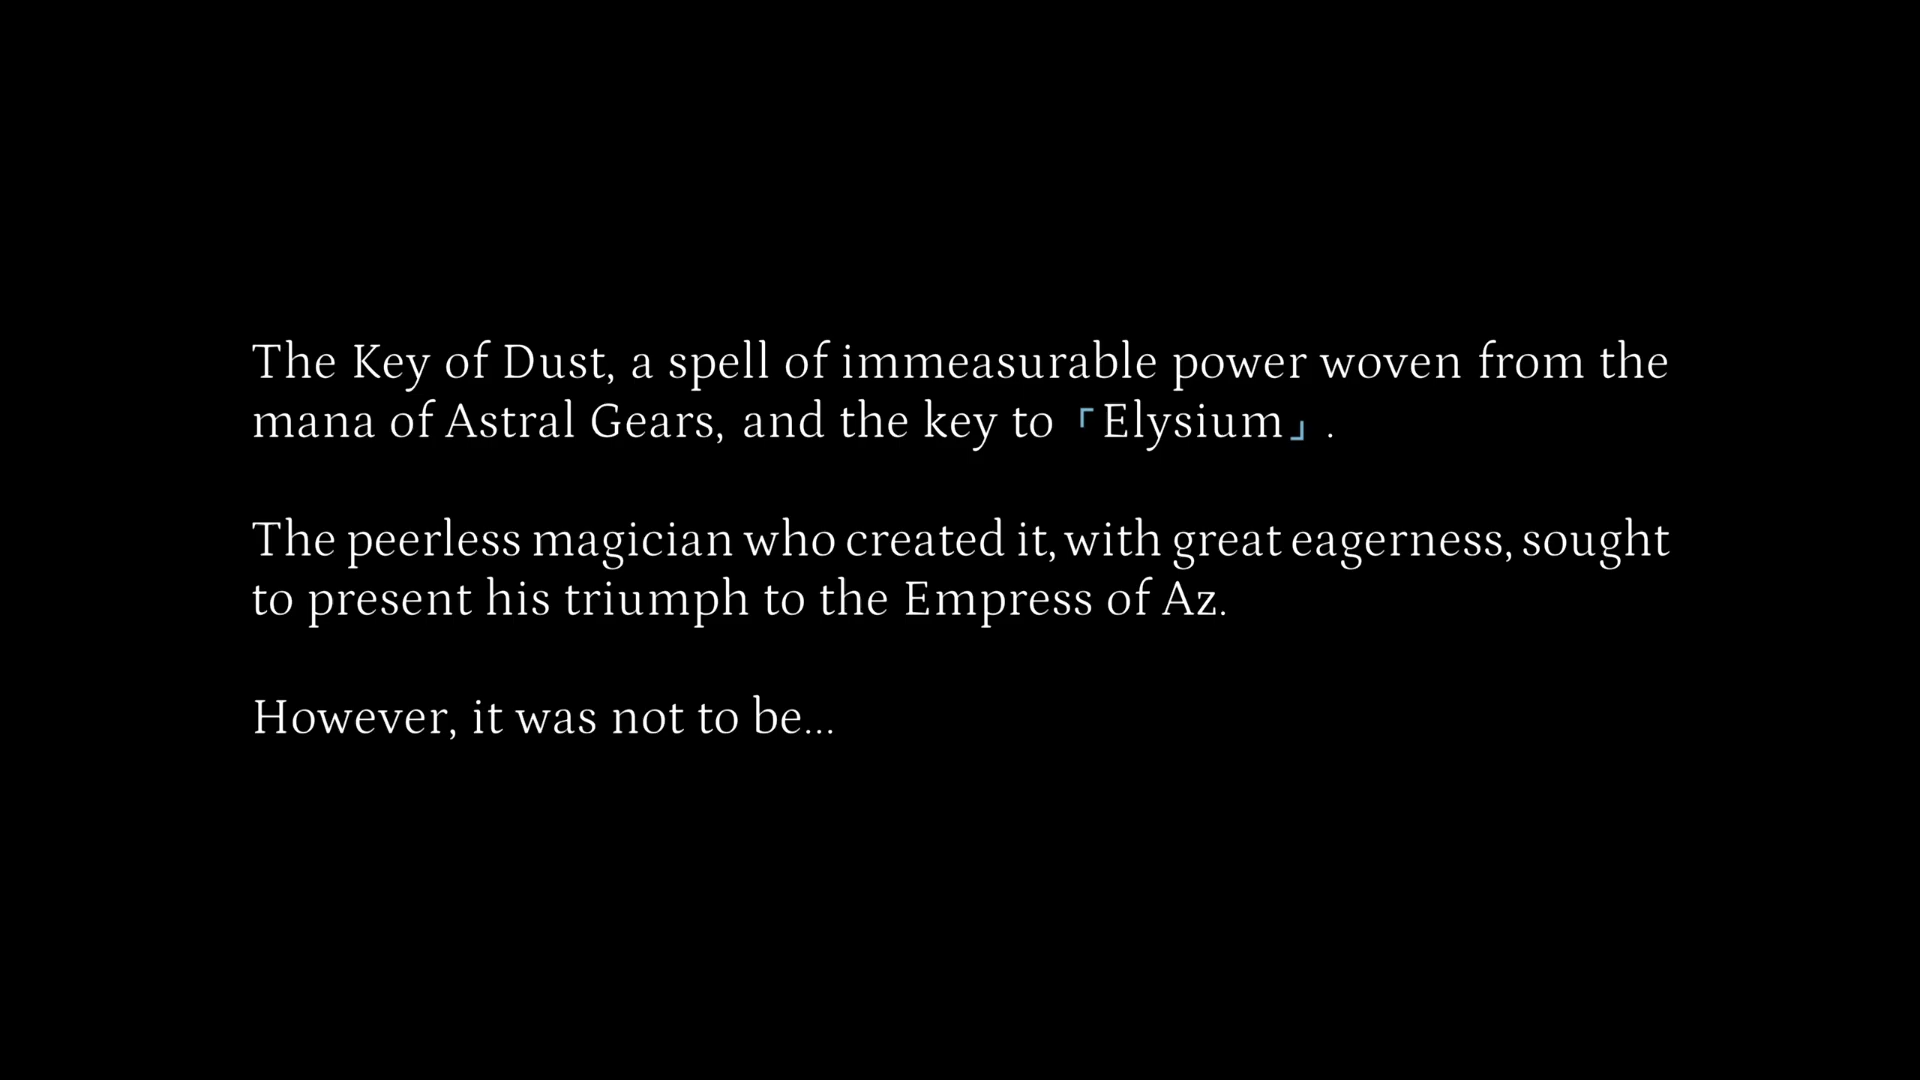 The Key of Dust, a spell of immeasurable power woven from the
mana of Astral Gears, and the key to「Elysium」.
The peerless magician who created it, with great eagerness, sought
to present his triumph to the Empress of Az.
However, it was not to be...